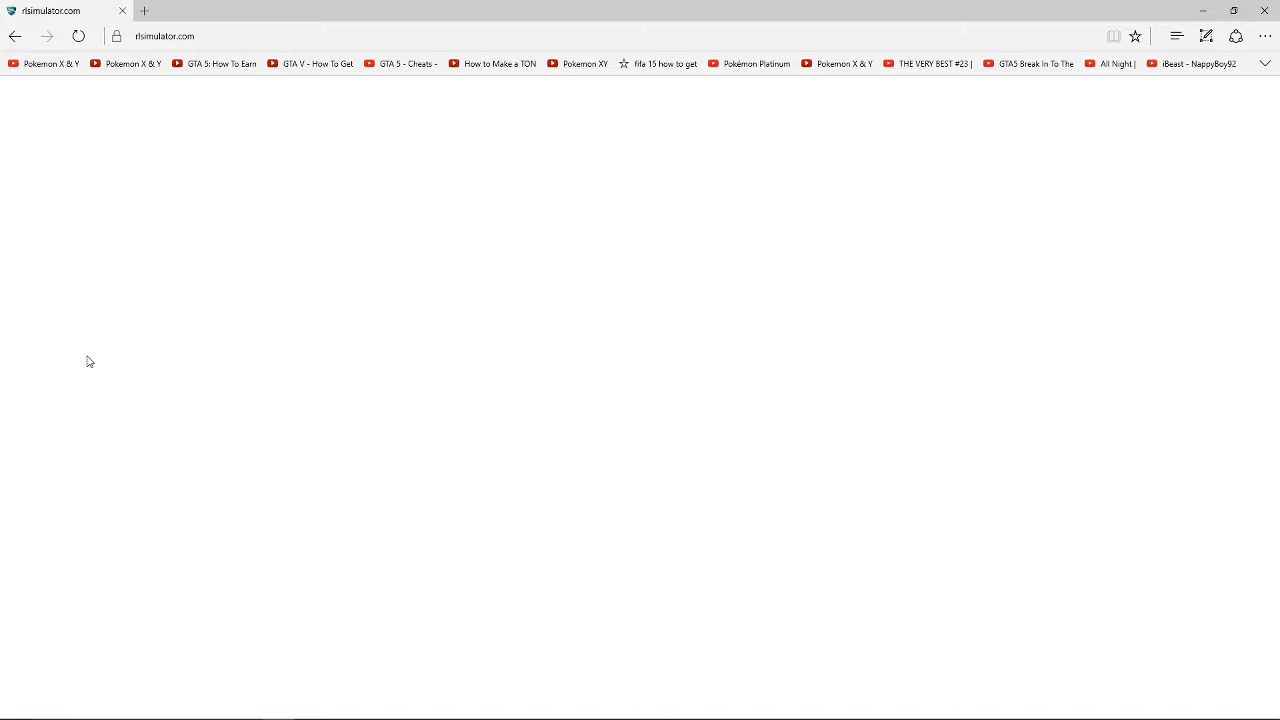 rlsimulator.com
rlsimulator.com
Pokemon X & Y Pokemon X & Y GTA 5: How To Earn GTA V - How To Get GTA 5 - Cheats - How to Make a TON Pokemon XY fifa 15 how to get Pokémon Platinum Pokemon X & Y THE VERY BEST #23 | GTA5 Break In To The All Night | iBeast - NappyBoy92